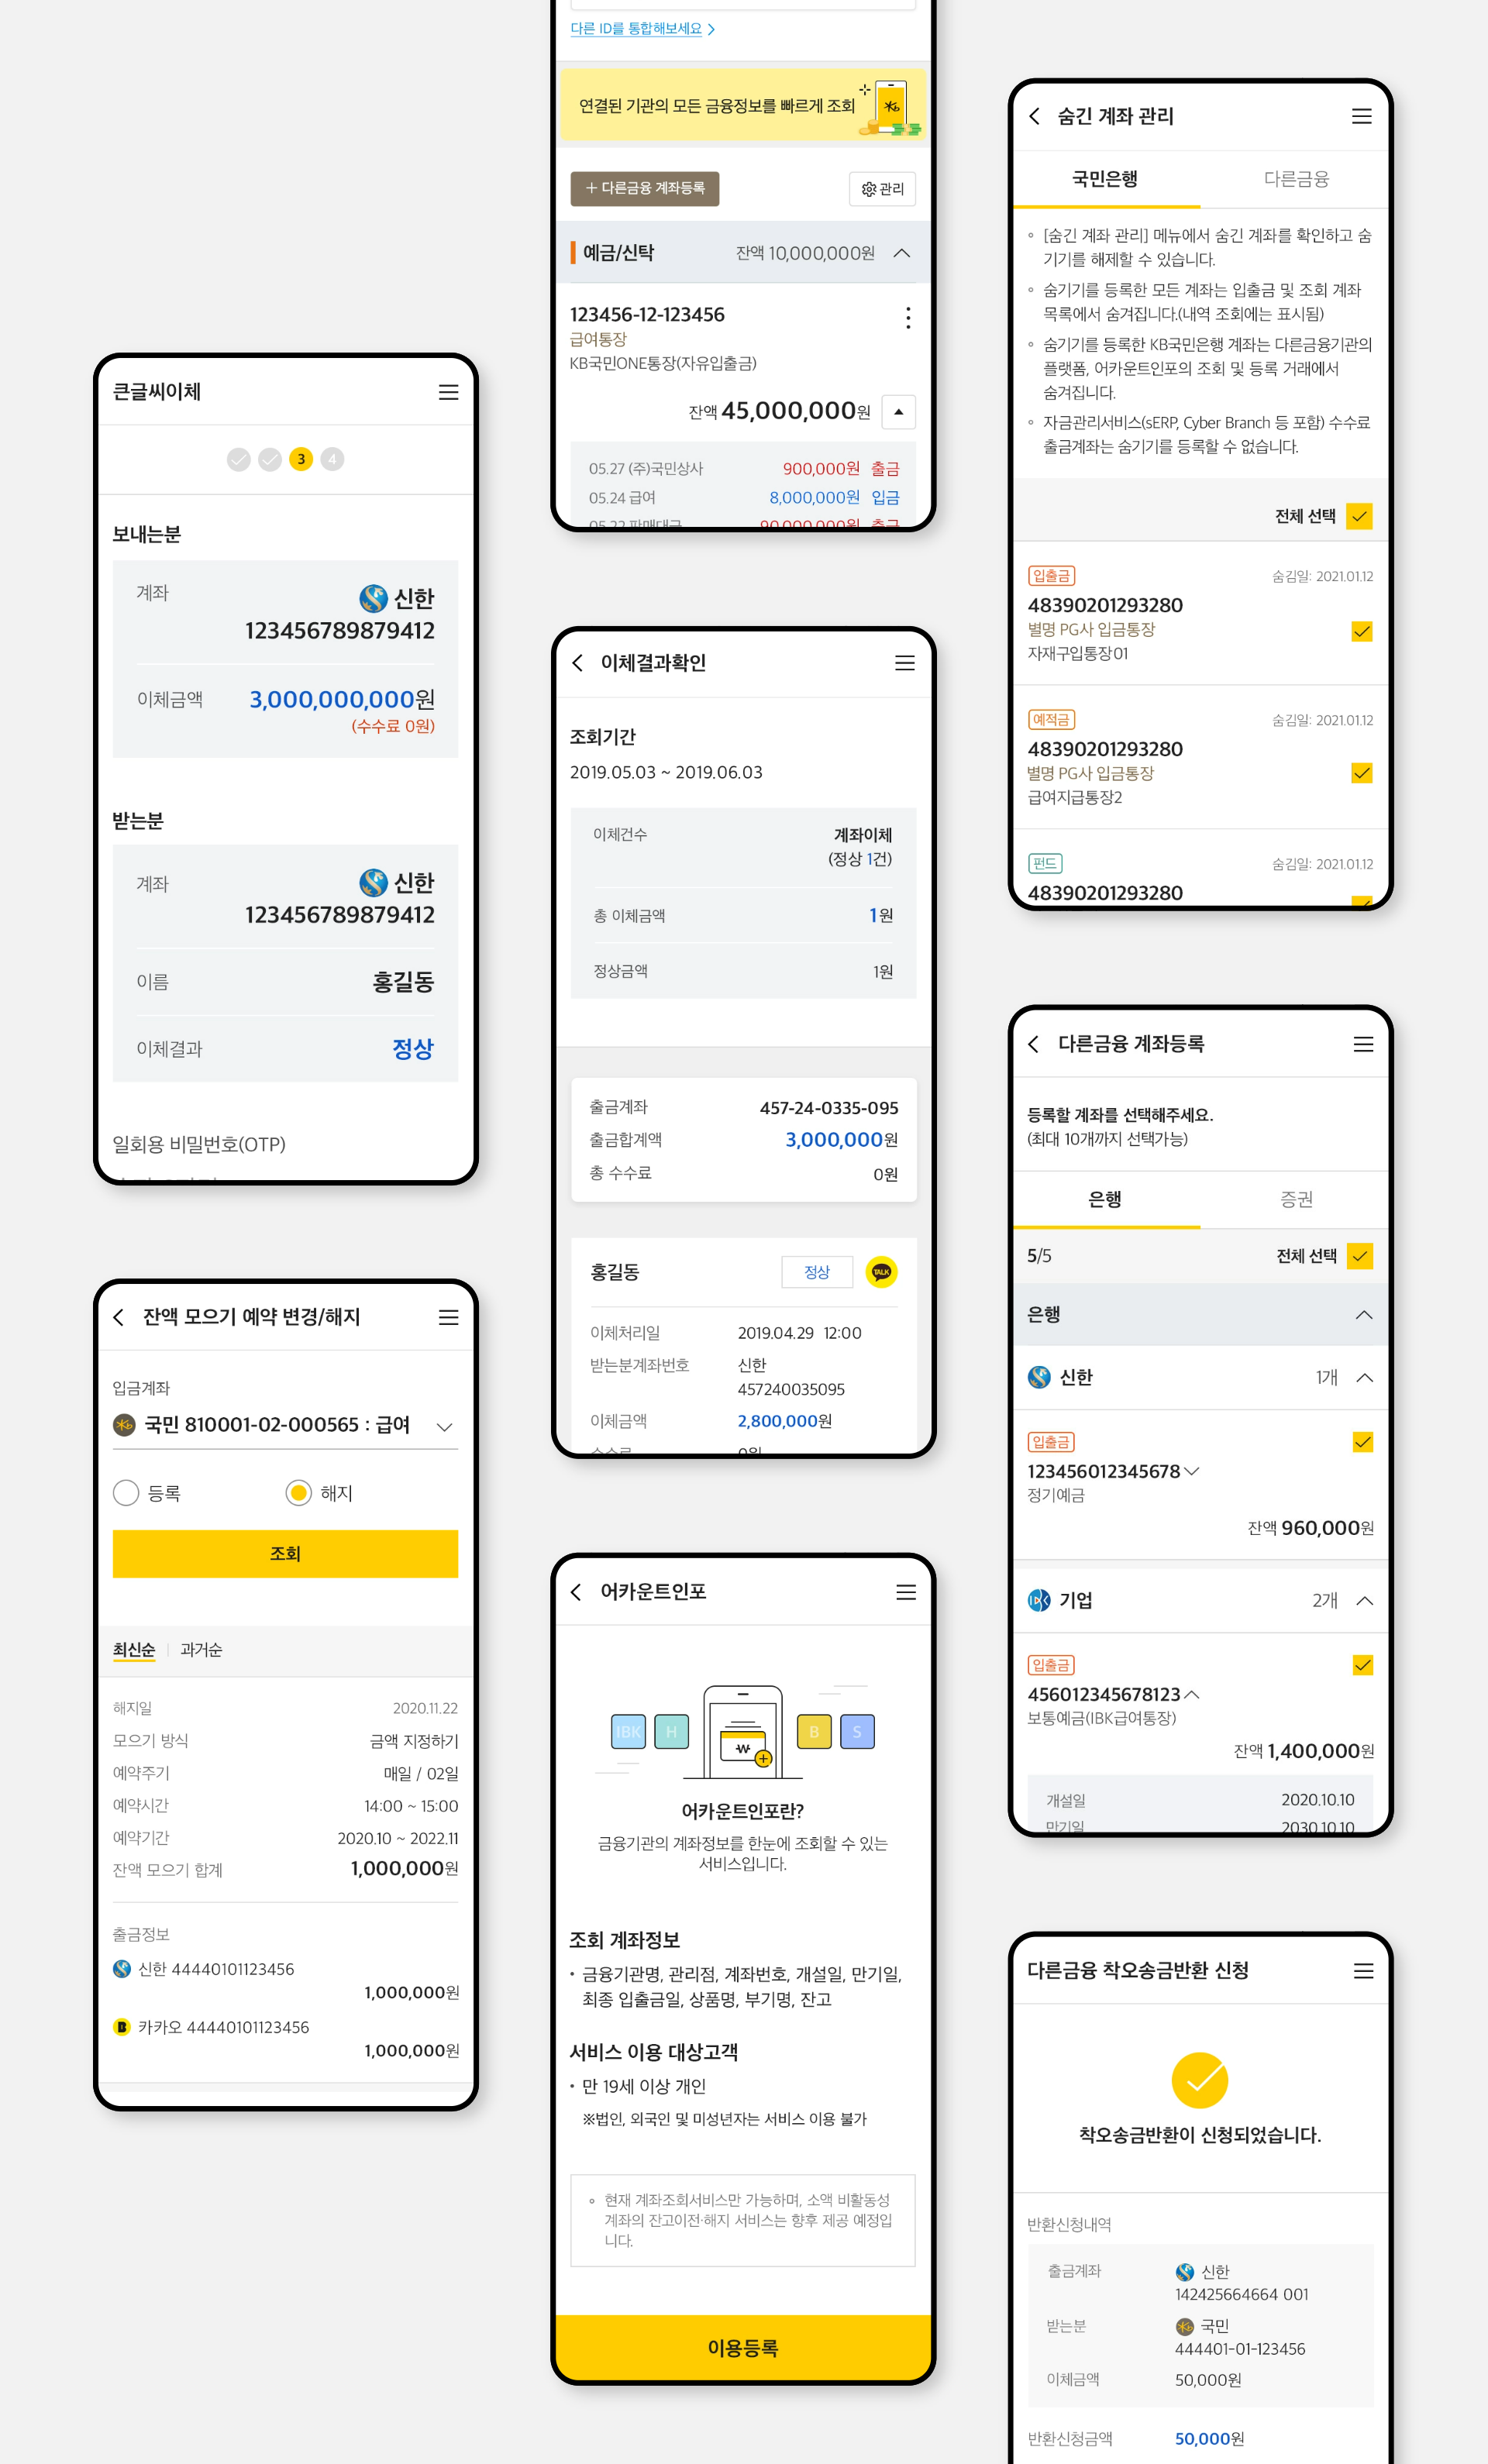 큰글씨이체
3
4
보내는분
계좌 신한
123456789879412
이체금액 3,000,000,000원
(수수료 0원)
받는분
계좌 신한
123456789879412
이름 홍길동
이체결과 정상
일회용 비밀번호(OTP)
잔액 모으기 예약 변경/해지
입금계좌
국민 810001-02-000565 : 급여
등록 해지
조회
최신순 과거순
해지일 2020.11.22
모으기 방식 금액 지정하기
예약주기 매일 / 02일
예약시간 14:00 ~ 15:00
예약기간 2020.10 ~ 2022.11
잔액 모으기 합계 1,000,000원
출금정보
신한 44440101123456
1,000,000원
B 카카오 44440101123456
1,000,000원
다른 ID를 통합해보세요
연결된 기관의 모든 금융정보를 빠르게 조회
+ 다른금융 계좌등록 관리
예금/신탁 잔액 10,000,000원
123456-12-123456
급여통장
KB국민ONE통장(자유입출금)
잔액 45,000,000원
05.27 (주)국민상사 900,000원 출금
05.24 급여 8,000,000원 입금
05.22 판매대금 90,000,000원 출금
이체결과확인
조회기간
2019.05.03 ~ 2019.06.03
이체건수 계좌이체
(정상 1건)
총 이체금액 1원
정상금액 1원
출금계좌 457-24-0335-095
출금합계액 3,000,000원
총 수수료 0원
홍길동 정상 TALK
이체처리일 2019.04.29 12:00
받는분계좌번호 신한
457240035095
이체금액 2,800,000원
수수료 0원
어카운트인포
IBK H W B S
어카운트인포란?
금융기관의 계좌정보를 한눈에 조회할 수 있는
서비스입니다.
조회 계좌정보
• 금융기관명, 관리점, 계좌번호, 개설일, 만기일,
최종 입출금일, 상품명, 부기명, 잔고
서비스 이용 대상고객
• 만 19세 이상 개인
※법인, 외국인 및 미성년자는 서비스 이용 불가
현재 계좌조회서비스만 가능하며, 소액 비활동성
계좌의 잔고이전·해지 서비스는 향후 제공 예정입
니다.
이용등록
숨긴 계좌 관리
국민은행 다른금융
[숨긴 계좌 관리] 메뉴에서 숨긴 계좌를 확인하고 숨
기기를 해제할 수 있습니다.
숨기기를 등록한 모든 계좌는 입출금 및 조회 계좌
목록에서 숨겨집니다.(내역 조회에는 표시됨)
숨기기를 등록한 KB국민은행 계좌는 다른금융기관의
플랫폼, 어카운트인포의 조회 및 등록 거래에서
숨겨집니다.
자금관리서비스(sERP, Cyber Branch 등 포함) 수수료
출금계좌는 숨기기를 등록할 수 없습니다.
전체 선택
입출금 숨김일: 2021.01.12
48390201293280
별명 PG사 입금통장
자재구입통장01
예적금 숨김일: 2021.01.12
48390201293280
별명 PG사 입금통장
급여지급통장2
펀드 숨김일: 2021.01.12
48390201293280
다른금융 계좌등록
등록할 계좌를 선택해주세요.
(최대 10개까지 선택가능)
은행 증권
5/5 전체 선택
은행
신한 1개
입출금
123456012345678
정기예금
잔액 960,000원
기업 2개
입출금
456012345678123
보통예금(IBK급여통장)
잔액 1,400,000원
개설일 2020.10.10
만기일 2030.10.10
다른금융 착오송금반환 신청
착오송금반환이 신청되었습니다.
반환신청내역
출금계좌 신한
142425664664 001
받는분 국민
444401-01-123456
이체금액 50,000원
반환신청금액 50,000원